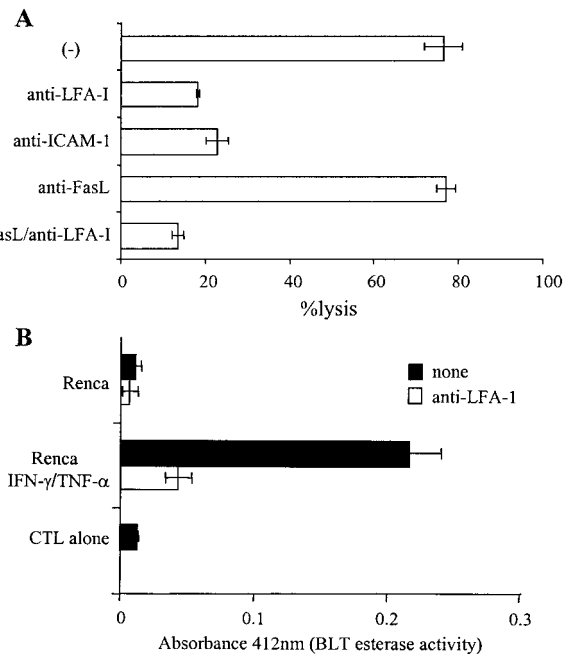 A
(-)
anti-LFA-I
anti-ICAM-1
anti-FasL
asL/anti-LFA-I
0 20 40 60 80 100
%lysis
B
none
anti-LFA-1
Renca
Renca
IFN-γ/TNF-α
CTL alone
0 0.1 0.2 0.3
Absorbance 412nm (BLT esterase activity)